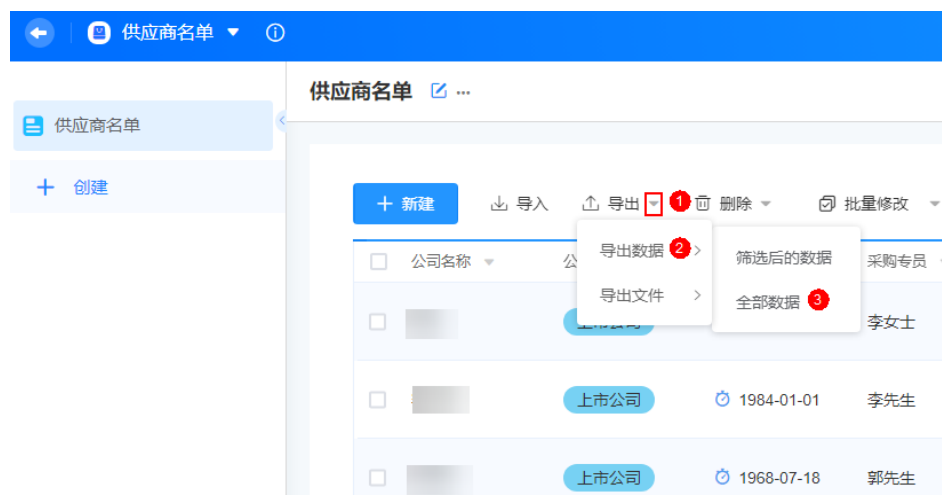 供应商名单
供应商名单
供应商名单
创建
新建 导入 导出 1 删除 批量修改
导出数据 2
导出文件
筛选后的数据
全部数据 3
公司名称 公 采购专员
李女士
上市公司 1984-01-01 李先生
上市公司 1968-07-18 郭先生